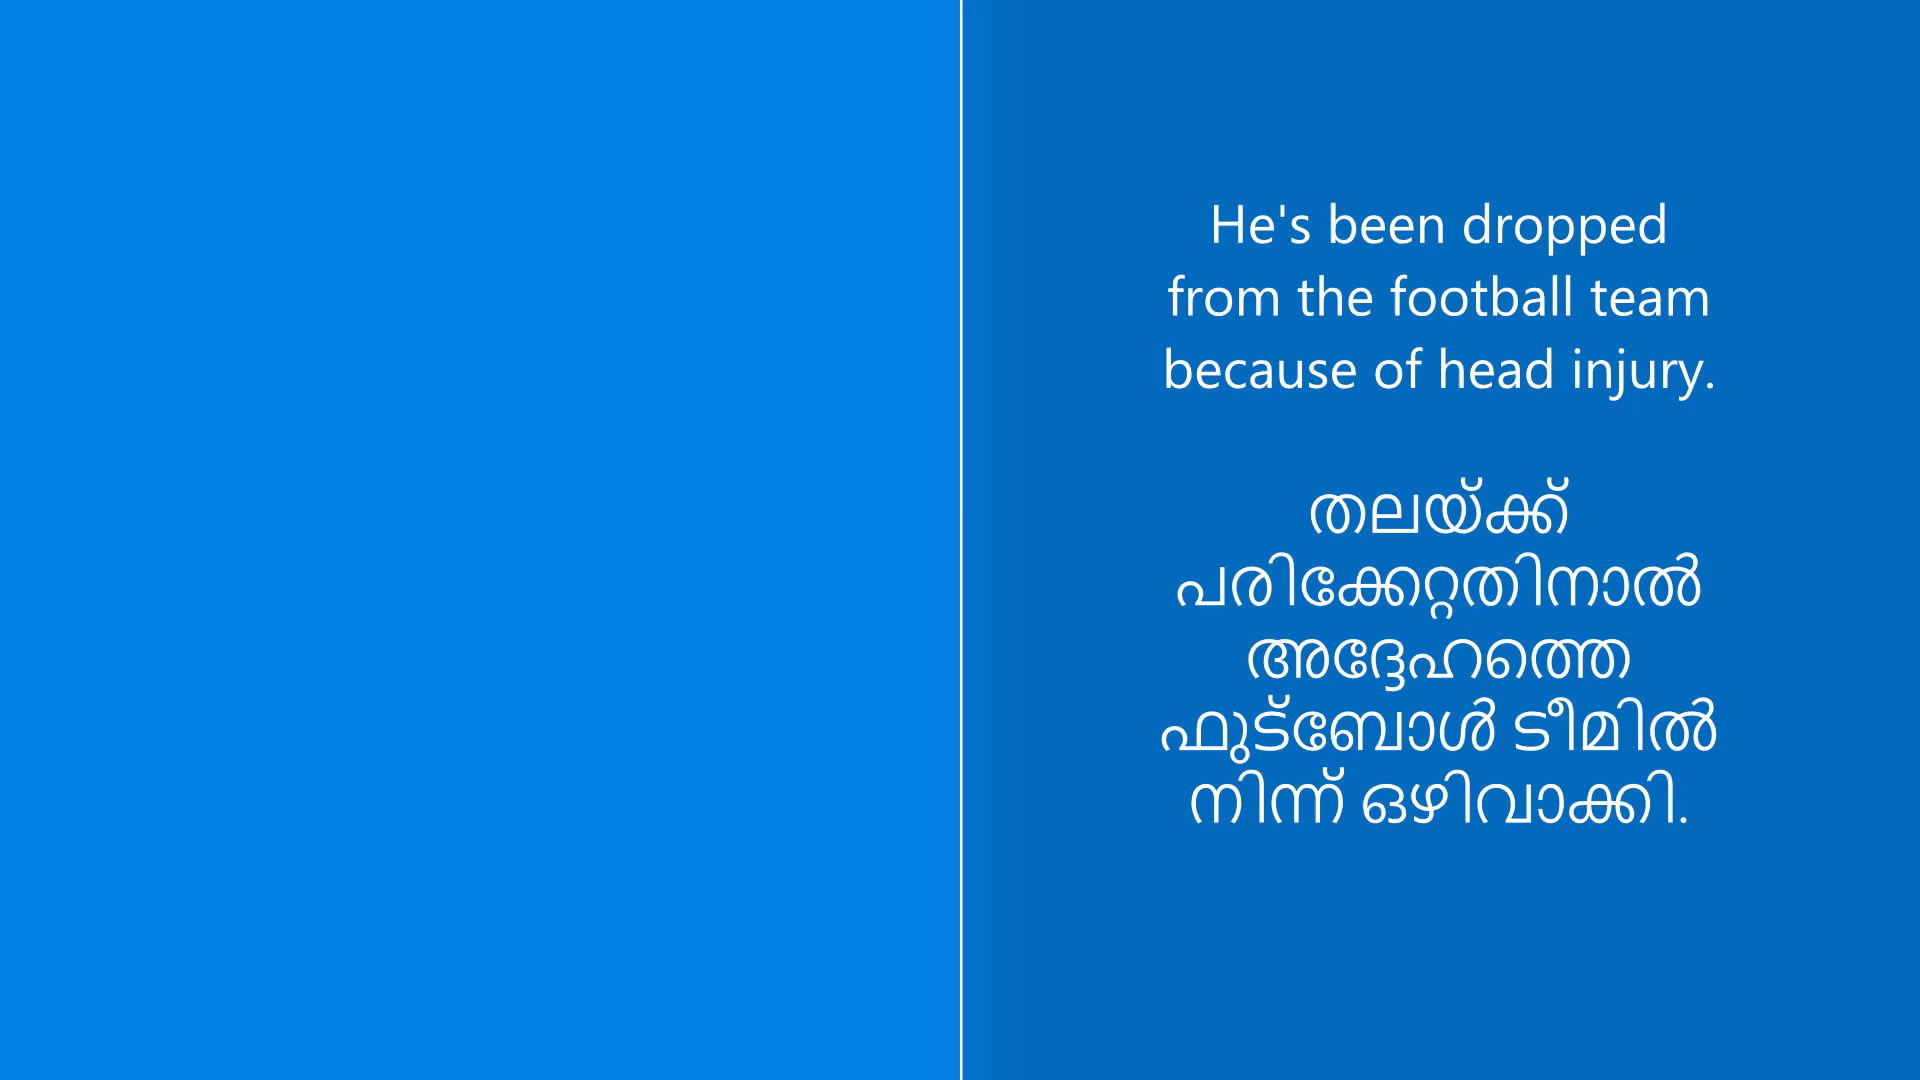 He's been dropped
from the football team
because of head injury.
തലയ്ക്ക്
പരിക്കേറ്റതിനാൽ
അദ്ദേഹത്തെ
ഫുട്ബോൾ ടീമിൽ
നിന്ന് ഒഴിവാക്കി.